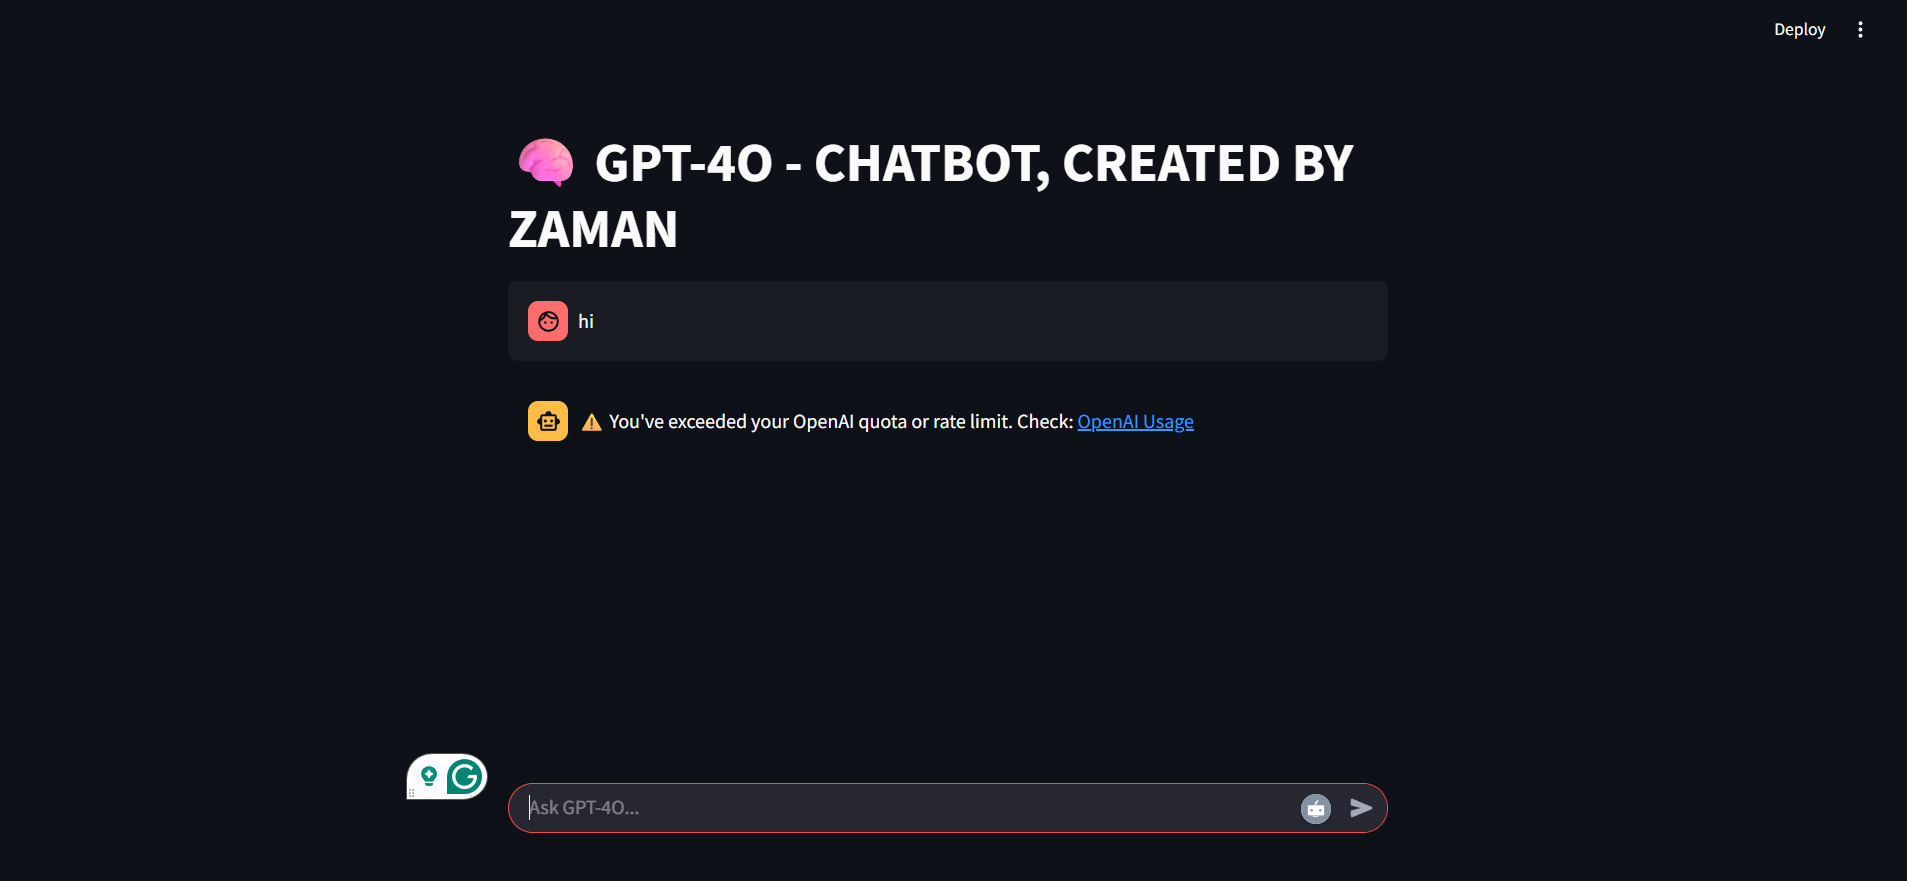 Deploy
GPT-4O - CHATBOT, CREATED BY
ZAMAN
hi
You've exceeded your OpenAI quota or rate limit. Check: OpenAI Usage
Ask GPT-4O...